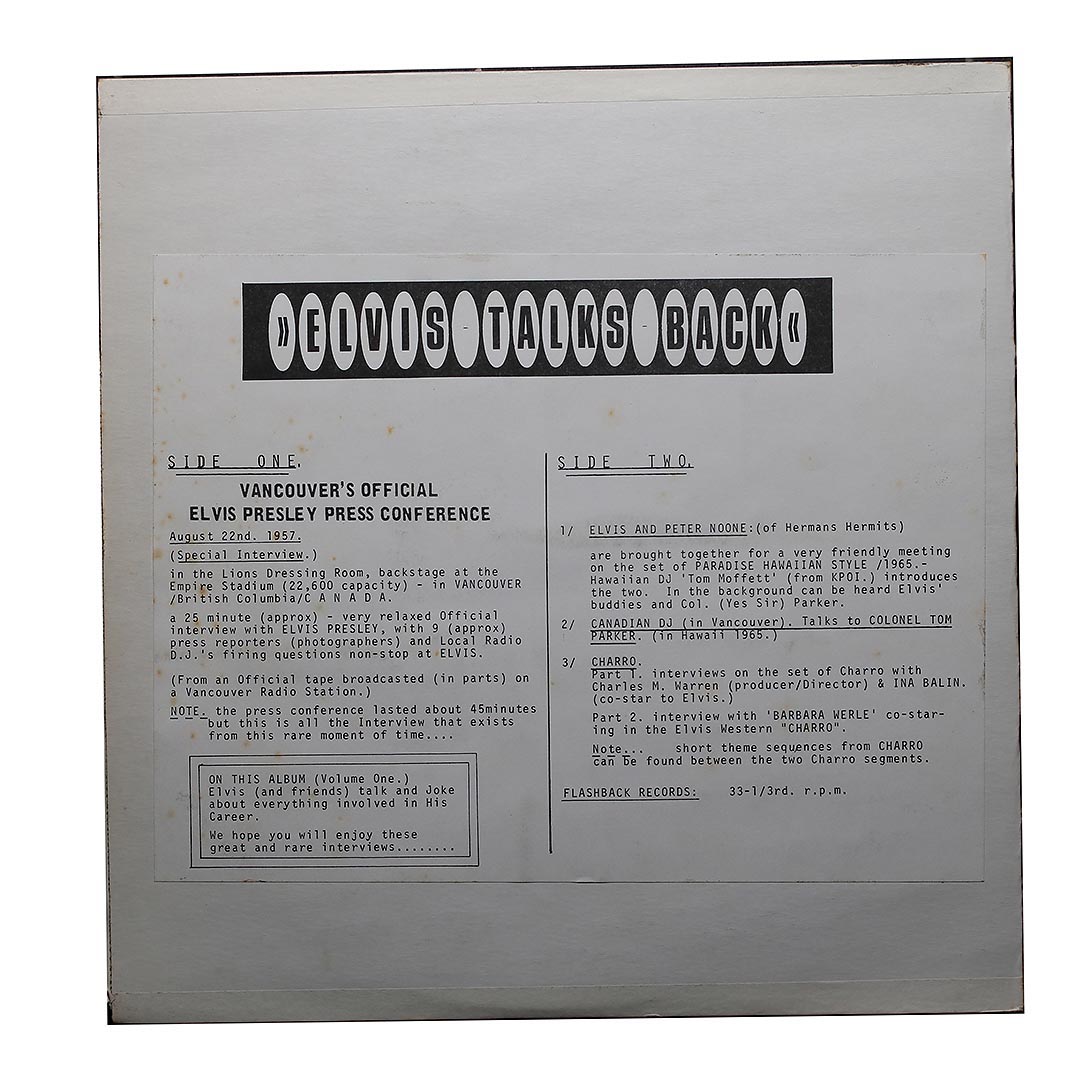 »ELVIS-TALKS-BACK«
SIDE ONE.
VANCOUVER'S OFFICIAL
ELVIS PRESLEY PRESS CONFERENCE
August 22nd. 1957.
(Special Interview.)
in the Lions Dressing Room, backstage at the
Empire Stadium (22,600 capacity) - in VANCOUVER
/British Columbia/C A N A D A.
a 25 minute (approx) - very relaxed Official
interview with ELVIS PRESLEY, with 9 (approx)
press reporters (photographers) and Local Radio
D.J.'s firing questions non-stop at ELVIS.
(From an Official tape broadcasted (in parts) on
a Vancouver Radio Station.)
NOTE. the press conference lasted about 45minutes
but this is all the Interview that exists
from this rare moment of time....
ON THIS ALBUM (Volume One.)
Elvis (and friends) talk and Joke
about everything involved in His
Career.
We hope you will enjoy these
great and rare interviews........
SIDE TWO.
1/ ELVIS AND PETER NOONE:(of Hermans Hermits)
are brought together for a very friendly meeting
on the set of PARADISE HAWAIIAN STYLE /1965.-
Hawaiian DJ 'Tom Moffett' (from KPOI.) introduces
the two. In the background can be heard Elvis'
buddies and Col. (Yes Sir) Parker.
2/ CANADIAN DJ (in Vancouver). Talks to COLONEL TOM
PARKER. (in Hawaii 1965.)
3/ CHARRO.
Part 1. interviews on the set of Charro with
Charles M. Warren (producer/Director) & INA BALIN.
(co-star to Elvis.)
Part 2. interview with 'BARBARA WERLE' co-star-
ing in the Elvis Western "CHARRO".
Note... short theme sequences from CHARRO
can be found between the two Charro segments.
FLASHBACK RECORDS: 33-1/3rd. r.p.m.